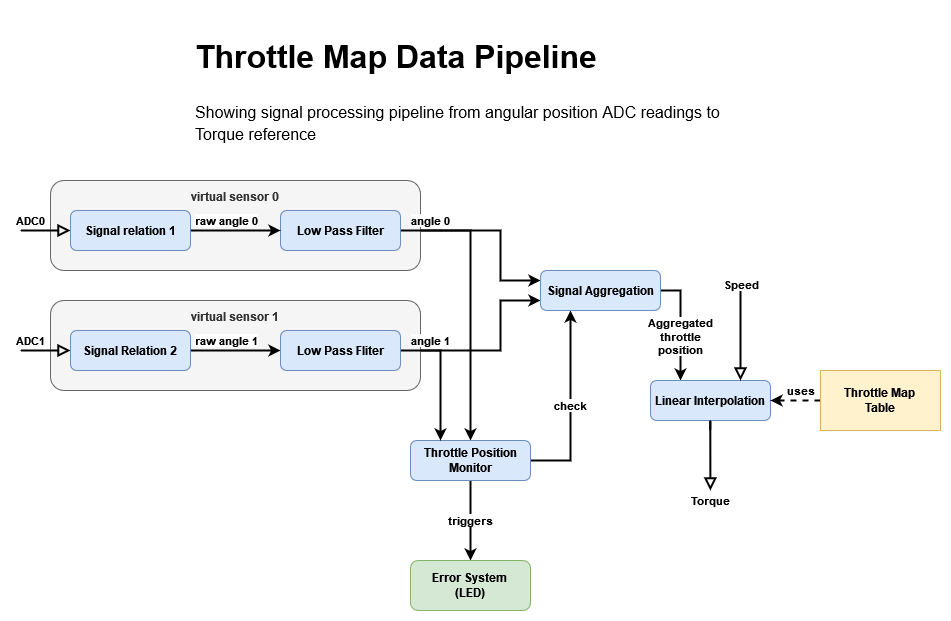 Throttle Map Data Pipeline
Showing signal processing pipeline from angular position ADC readings to
Torque reference
virtual sensor 0
ADC0
Signal relation 1
raw angle 0
Low Pass Filter
angle 0
virtual sensor 1
ADC1
Signal Relation 2
raw angle 1
Low Pass Fliter
angle 1
Signal Aggregation
Speed
Aggregated
throttle
position
check
Linear Interpolation
uses
Throttle Map
Table
Throttle Position
Monitor
Torque
triggers
Error System
(LED)